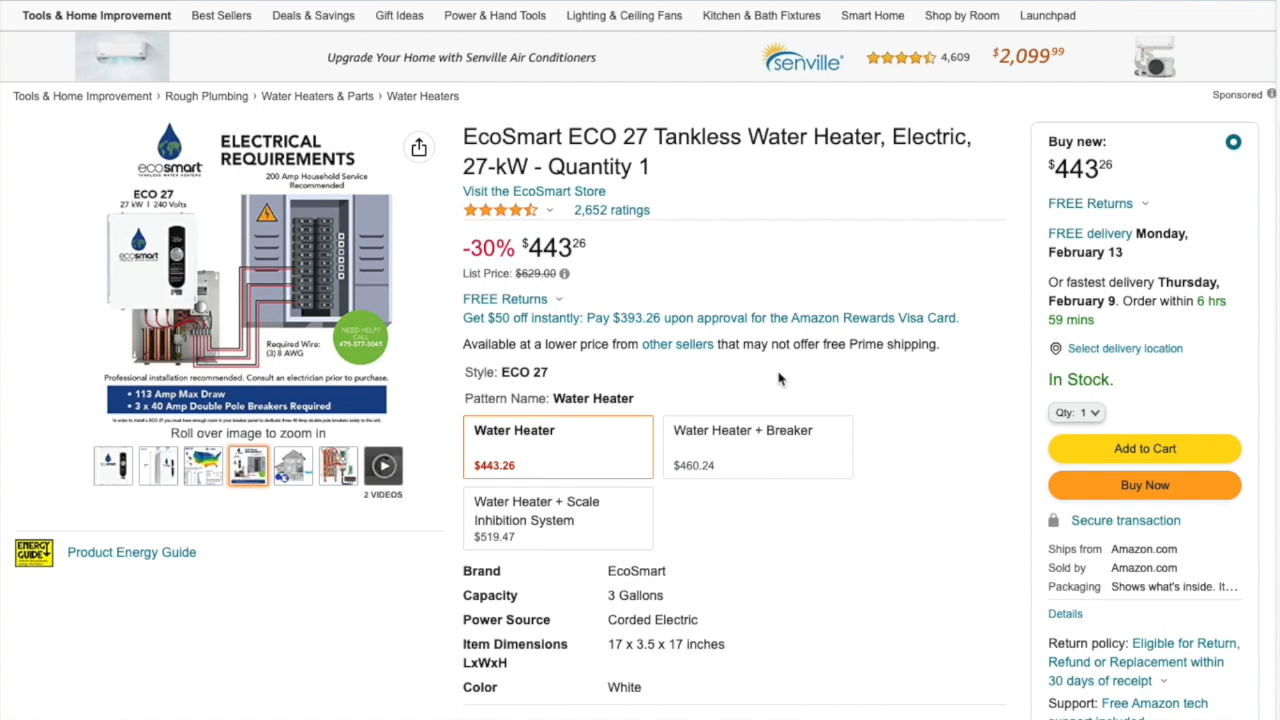 Tools & Home Improvement Best Sellers Deals & Savings Gift Ideas Power & Hand Tools Lighting & Ceiling Fans Kitchen & Bath Fixtures Smart Home Shop by Room Launchpad
Upgrade Your Home with Senville Air Conditioners
senville
4,609
$2,099 99
Tools & Home Improvement › Rough Plumbing › Water Heaters & Parts › Water Heaters
Sponsored
ecosmart
TANKLESS WATER HEATERS
ELECTRICAL
REQUIREMENTS
200 Amp Household Service
Recommended
ECO 27
27 kW | 240 Volts
ecosmart
NEED HELP?
CALL
475-377-3041
Required Wire:
(3) 8 AWG
Professional installation recommended. Consult an electrician prior to purchase.
• 113 Amp Max Draw
• 3 x 40 Amp Double Pole Breakers Required
Roll over image to zoom in
2 VIDEOS
ENERGY
GUIDE
Product Energy Guide
EcoSmart ECO 27 Tankless Water Heater, Electric,
27-kW - Quantity 1
Visit the EcoSmart Store
2,652 ratings
-30% $443 26
List Price: $629.00
FREE Returns
Get $50 off instantly: Pay $393.26 upon approval for the Amazon Rewards Visa Card.
Available at a lower price from other sellers that may not offer free Prime shipping.
Style: ECO 27
Pattern Name: Water Heater
Water Heater
$443.26
Water Heater + Breaker
$460.24
Water Heater + Scale
Inhibition System
$519.47
Brand EcoSmart
Capacity 3 Gallons
Power Source Corded Electric
Item Dimensions 17 x 3.5 x 17 inches
LxWxH
Color White
Buy new:
$443 26
FREE Returns
FREE delivery Monday,
February 13
Or fastest delivery Thursday,
February 9. Order within 6 hrs
59 mins
Select delivery location
In Stock.
Qty: 1
Add to Cart
Buy Now
Secure transaction
Ships from Amazon.com
Sold by Amazon.com
Packaging Shows what's inside. It…
Details
Return policy: Eligible for Return,
Refund or Replacement within
30 days of receipt
Support: Free Amazon tech